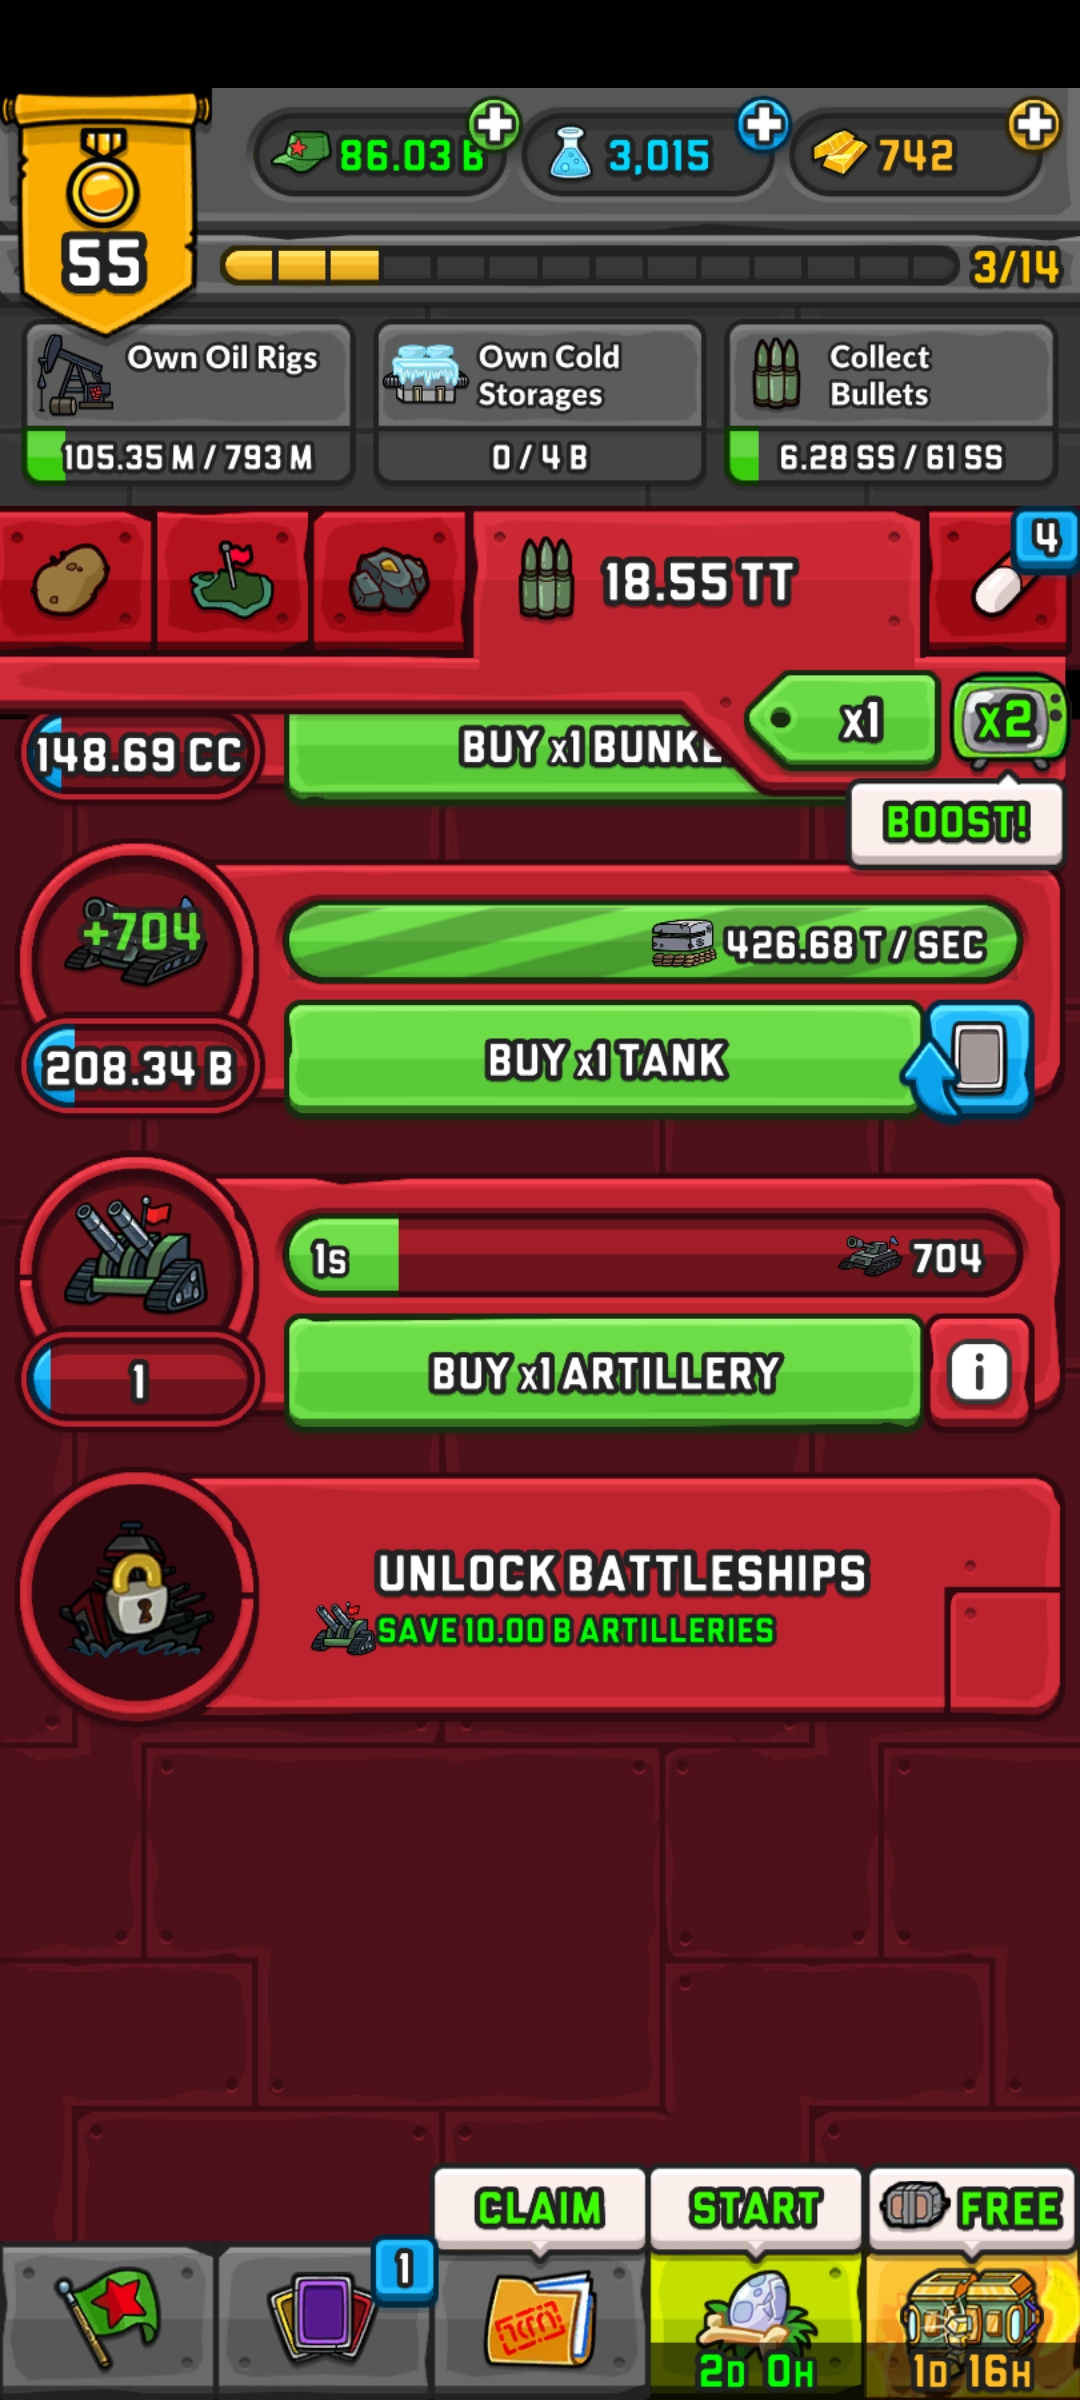 86.03 B
3,015
742
55
3/14
Own Oil Rigs
105.35 M / 793 M
Own Cold
Storages
0 / 4 B
Collect
Bullets
6.28 SS / 61 SS
18.55 TT
4
x1
x2
BOOST!
148.69 CC
BUY x1 BUNKE
+704
426.68 T / SEC
208.34 B
BUY x1 TANK
1s
704
1
BUY x1 ARTILLERY
i
UNLOCK BATTLESHIPS
SAVE 10.00 B ARTILLERIES
CLAIM
START
FREE
1
2D 0H
1D 16H